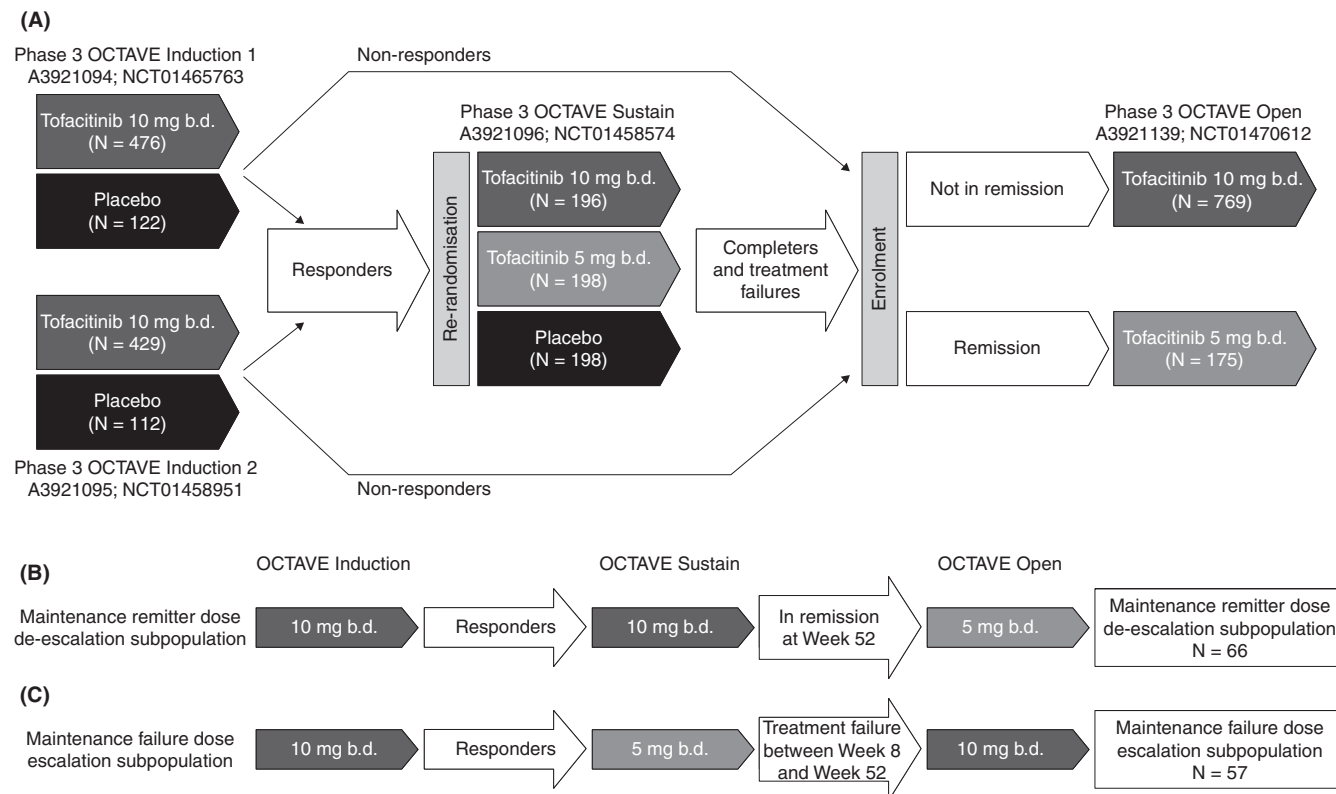 (A)
Phase 3 OCTAVE Induction 1
A3921094; NCT01465763
Tofacitinib 10 mg b.d.
(N = 476)
Placebo
(N = 122)
Tofacitinib 10 mg b.d.
(N = 429)
Placebo
(N = 112)
Phase 3 OCTAVE Induction 2
A3921095; NCT01458951
Non-responders
Responders
Non-responders
Phase 3 OCTAVE Sustain
A3921096; NCT01458574
Re-randomisation
Tofacitinib 10 mg b.d.
(N = 196)
Tofacitinib 5 mg b.d.
(N = 198)
Placebo
(N = 198)
Completers
and treatment
failures
Enrolment
Phase 3 OCTAVE Open
A3921139; NCT01470612
Not in remission
Tofacitinib 10 mg b.d.
(N = 769)
Remission
Tofacitinib 5 mg b.d.
(N = 175)
OCTAVE Induction
OCTAVE Sustain
OCTAVE Open
(B)
Maintenance remitter dose
de-escalation subpopulation
10 mg b.d.
Responders
10 mg b.d.
In remission
at Week 52
5 mg b.d.
Maintenance remitter dose
de-escalation subpopulation
N = 66
(C)
Maintenance failure dose
escalation subpopulation
10 mg b.d.
Responders
5 mg b.d.
Treatment failure
between Week 8
and Week 52
10 mg b.d.
Maintenance failure dose
escalation subpopulation
N = 57